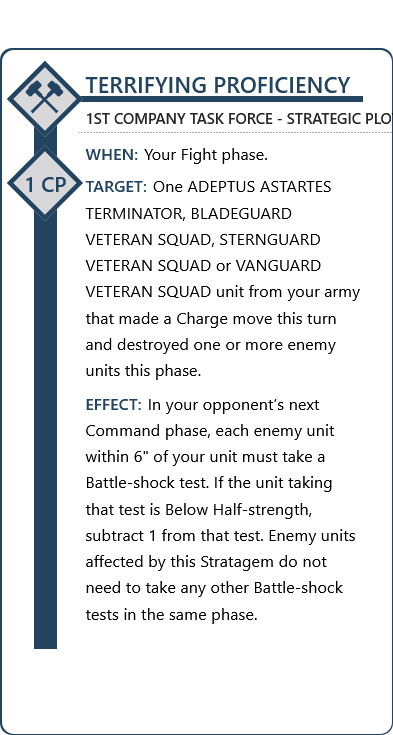 TERRIFYING PROFICIENCY
1ST COMPANY TASK FORCE - STRATEGIC PLO
WHEN: Your Fight phase.
1 CP
TARGET: One ADEPTUS ASTARTES
TERMINATOR, BLADEGUARD
VETERAN SQUAD, STERNGUARD
VETERAN SQUAD or VANGUARD
VETERAN SQUAD unit from your army
that made a Charge move this turn
and destroyed one or more enemy
units this phase.
EFFECT: In your opponent’s next
Command phase, each enemy unit
within 6" of your unit must take a
Battle-shock test. If the unit taking
that test is Below Half-strength,
subtract 1 from that test. Enemy units
affected by this Stratagem do not
need to take any other Battle-shock
tests in the same phase.